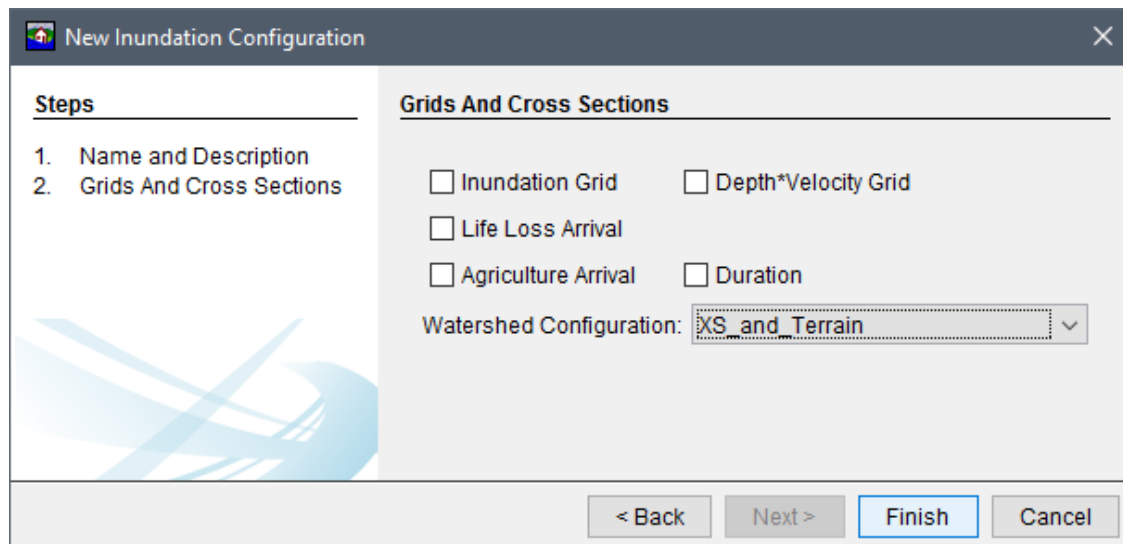 New Inundation Configuration
Steps
1. Name and Description
2. Grids And Cross Sections
Grids And Cross Sections
Inundation Grid
Depth*Velocity Grid
Life Loss Arrival
Agriculture Arrival
Duration
Watershed Configuration: XS_and_Terrain
< Back
Next >
Finish
Cancel